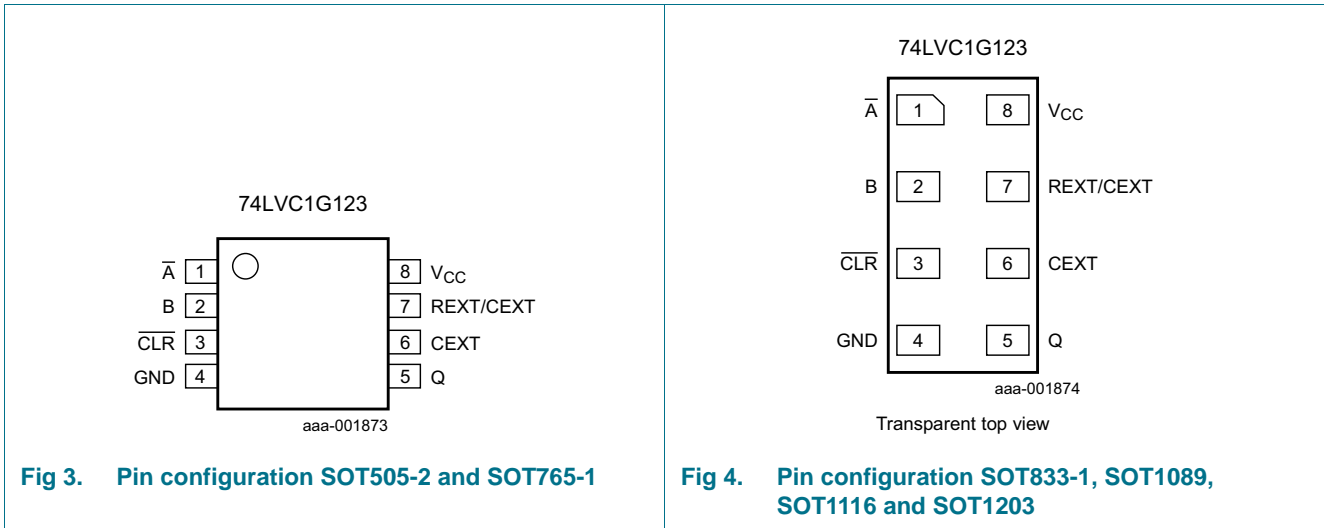 74LVC1G123
A̅ 1 8 VCC
B 2 7 REXT/CEXT
C̅L̅R̅ 3 6 CEXT
GND 4 5 Q
aaa-001873
Fig 3. Pin configuration SOT505-2 and SOT765-1
74LVC1G123
A̅ 1 8 VCC
B 2 7 REXT/CEXT
C̅L̅R̅ 3 6 CEXT
GND 4 5 Q
aaa-001874
Transparent top view
Fig 4. Pin configuration SOT833-1, SOT1089,
SOT1116 and SOT1203